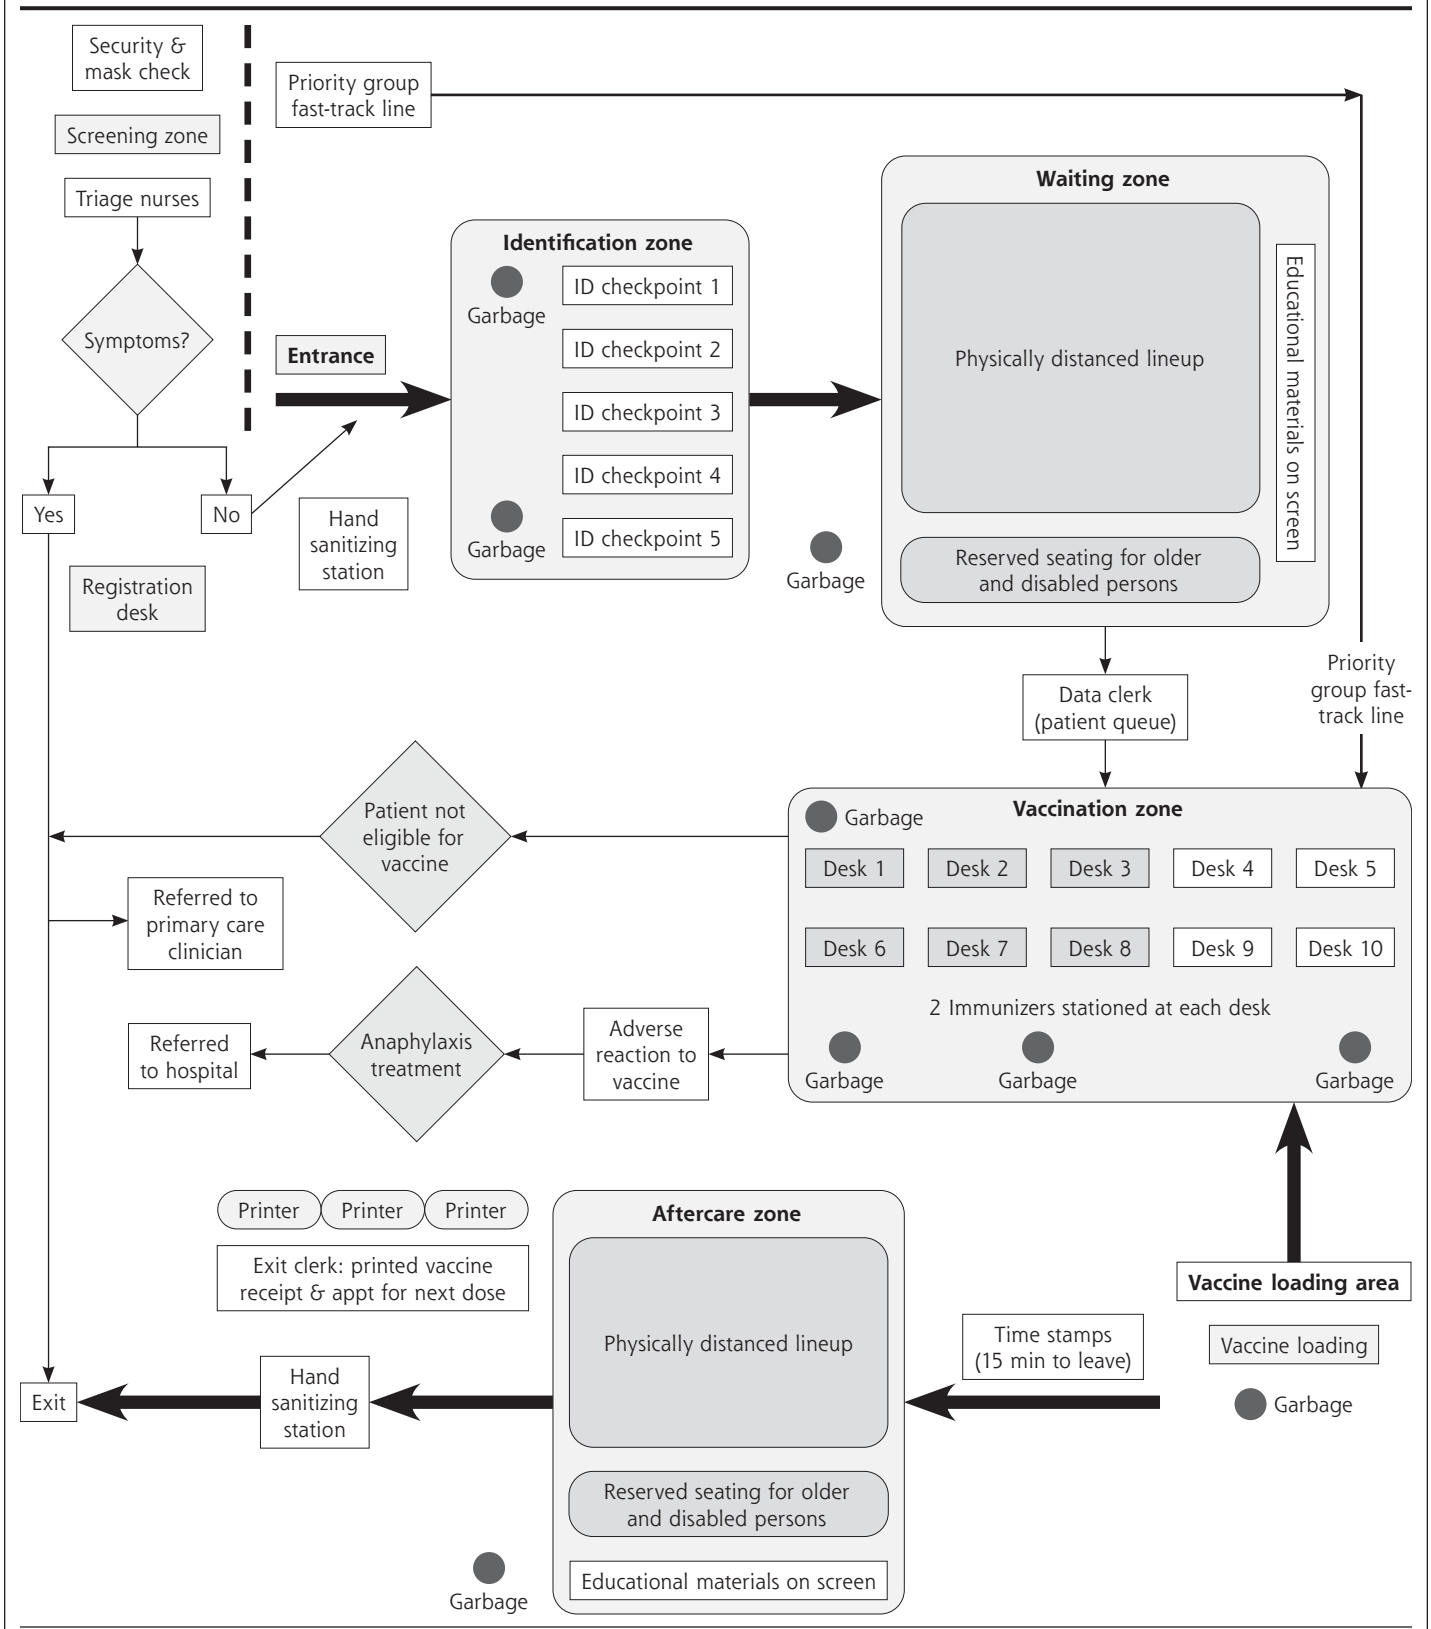 Security &
mask check
Screening zone
Triage nurses
Symptoms?
Yes
No
Registration
desk
Priority group
fast-track line
Entrance
Hand
sanitizing
station
Identification zone
Garbage
ID checkpoint 1
ID checkpoint 2
ID checkpoint 3
ID checkpoint 4
Garbage
ID checkpoint 5
Garbage
Waiting zone
Physically distanced lineup
Educational materials on screen
Reserved seating for older
and disabled persons
Data clerk
(patient queue)
Priority
group fast-
track line
Vaccination zone
Garbage
Desk 1
Desk 2
Desk 3
Desk 4
Desk 5
Desk 6
Desk 7
Desk 8
Desk 9
Desk 10
2 Immunizers stationed at each desk
Garbage
Garbage
Garbage
Patient not
eligible for
vaccine
Referred to
primary care
clinician
Adverse
reaction to
vaccine
Anaphylaxis
treatment
Referred
to hospital
Vaccine loading area
Vaccine loading
Garbage
Time stamps
(15 min to leave)
Aftercare zone
Physically distanced lineup
Reserved seating for older
and disabled persons
Educational materials on screen
Garbage
Printer
Printer
Printer
Exit clerk: printed vaccine
receipt & appt for next dose
Hand
sanitizing
station
Exit